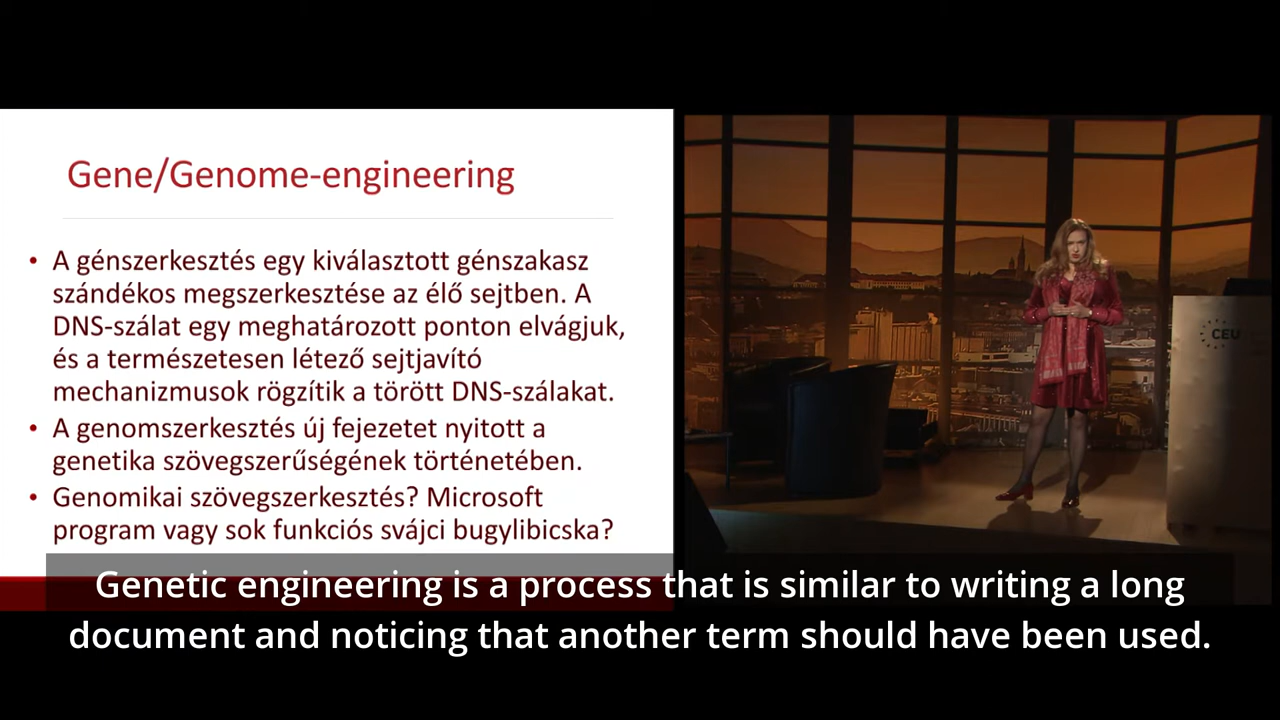 Gene/Genome-engineering
• A génszerkesztés egy kiválasztott génszakasz
szándékos megszerkesztése az élő sejtben. A
DNS-szálat egy meghatározott ponton elvágjuk,
és a természetesen létező sejtjavító
mechanizmusok rögzítik a törött DNS-szálakat.
• A genomszerkesztés új fejezetet nyitott a
genetika szövegszerűségének történetében.
• Genomikai szövegszerkesztés? Microsoft
program vagy sok funkciós svájci bugylibicska?
CEU
Genetic engineering is a process that is similar to writing a long
document and noticing that another term should have been used.